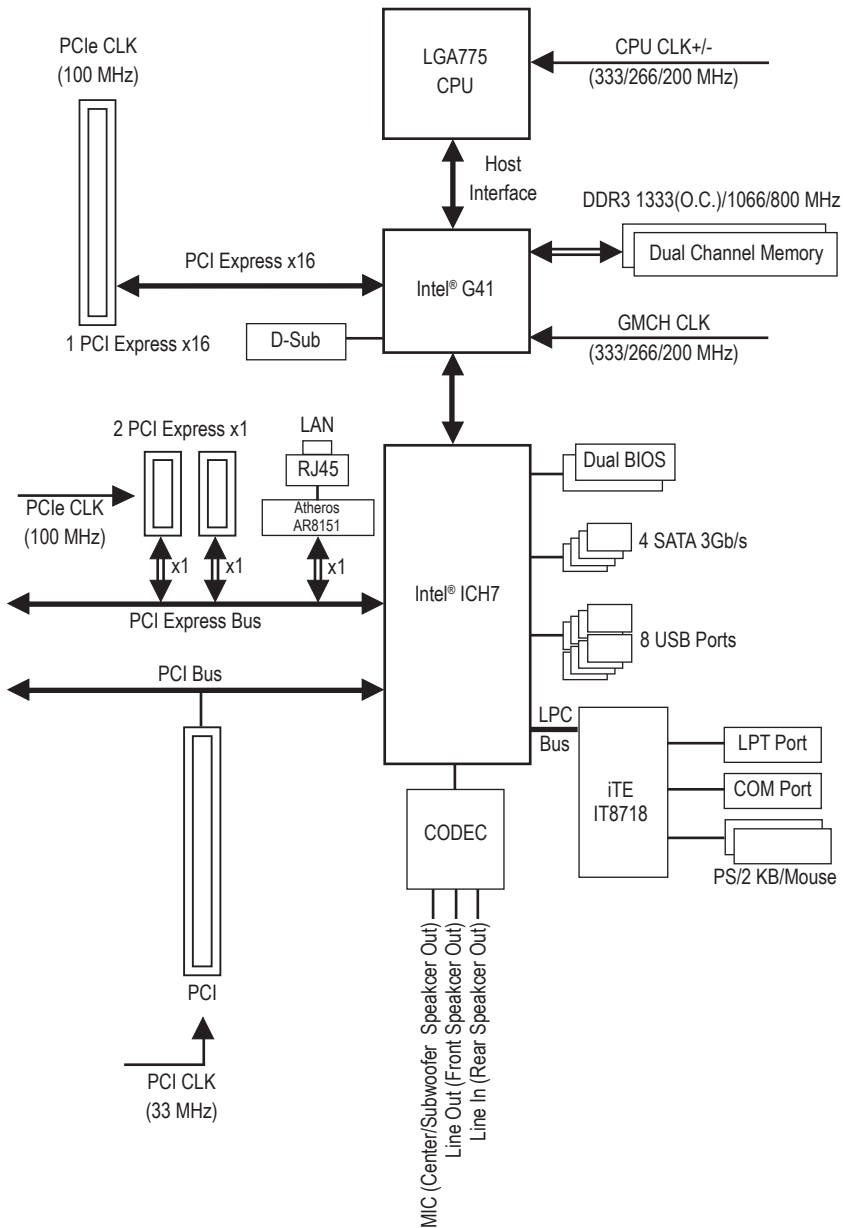 PCIe CLK
(100 MHz)
LGA775
CPU
CPU CLK+/-
(333/266/200 MHz)
Host
Interface
DDR3 1333(O.C.)/1066/800 MHz
Dual Channel Memory
PCI Express x16
Intel® G41
1 PCI Express x16
D-Sub
GMCH CLK
(333/266/200 MHz)
2 PCI Express x1
LAN
RJ45
Atheros
AR8151
PCIe CLK
(100 MHz)
x1
x1
x1
PCI Express Bus
Intel® ICH7
Dual BIOS
4 SATA 3Gb/s
8 USB Ports
PCI Bus
LPC
Bus
iTE
IT8718
LPT Port
COM Port
PS/2 KB/Mouse
CODEC
PCI
PCI CLK
(33 MHz)
MIC (Center/Subwoofer Speakcer Out)
Line Out (Front Speakcer Out)
Line In (Rear Speakcer Out)